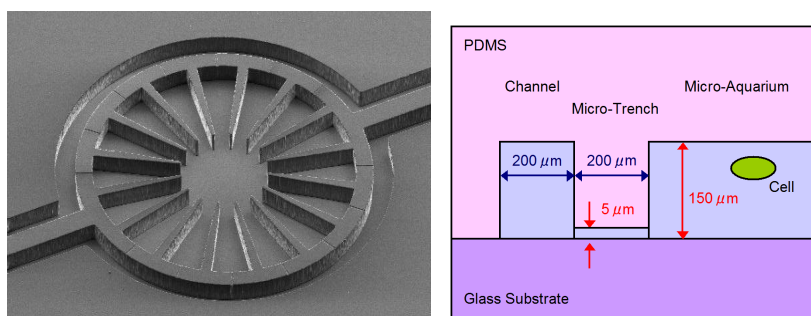 PDMS
Channel
Micro-Trench
Micro-Aquarium
200 μm
200 μm
5 μm
150 μm
Cell
Glass Substrate